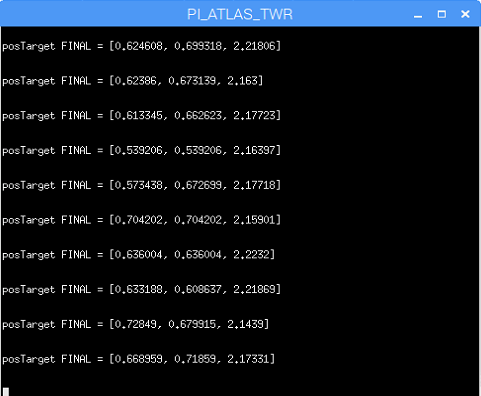 PI_ATLAS_TWR
posTarget FINAL = [0.624608, 0.699318, 2.21806]
posTarget FINAL = [0.62386, 0.673139, 2.163]
posTarget FINAL = [0.613345, 0.662623, 2.17723]
posTarget FINAL = [0.539206, 0.539206, 2.16397]
posTarget FINAL = [0.573438, 0.672699, 2.17718]
posTarget FINAL = [0.704202, 0.704202, 2.15901]
posTarget FINAL = [0.636004, 0.636004, 2.2232]
posTarget FINAL = [0.633188, 0.608637, 2.21869]
posTarget FINAL = [0.72849, 0.679915, 2.1439]
posTarget FINAL = [0.668959, 0.71859, 2.17331]